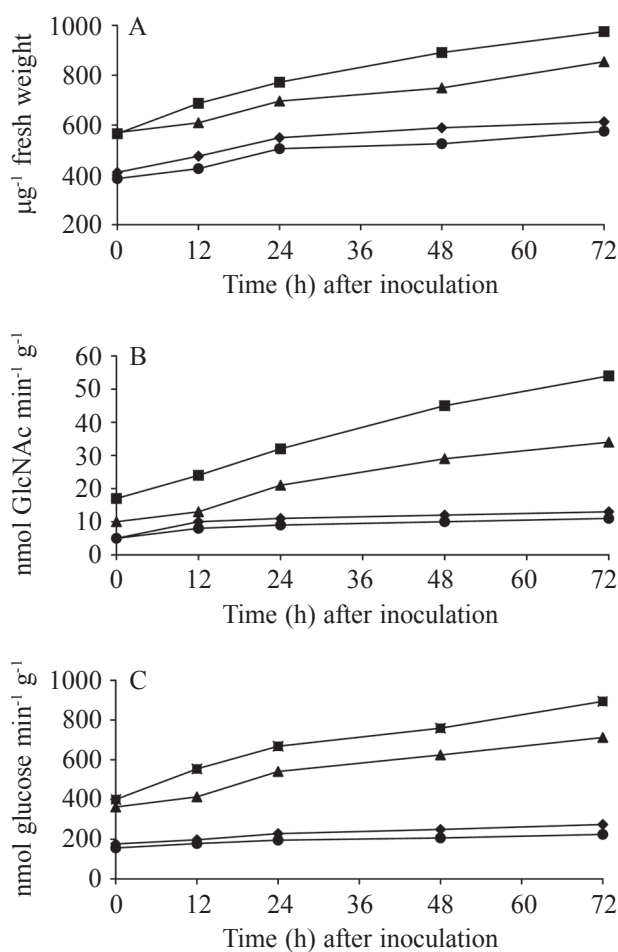 A
1000
800
600
400
200
0 12 24 36 48 60 72
µg⁻¹ fresh weight
Time (h) after inoculation
B
60
50
40
30
20
10
0
0 12 24 36 48 60 72
nmol GlcNAc min⁻¹ g⁻¹
Time (h) after inoculation
C
1000
800
600
400
200
0
0 12 24 36 48 60 72
nmol glucose min⁻¹ g⁻¹
Time (h) after inoculation